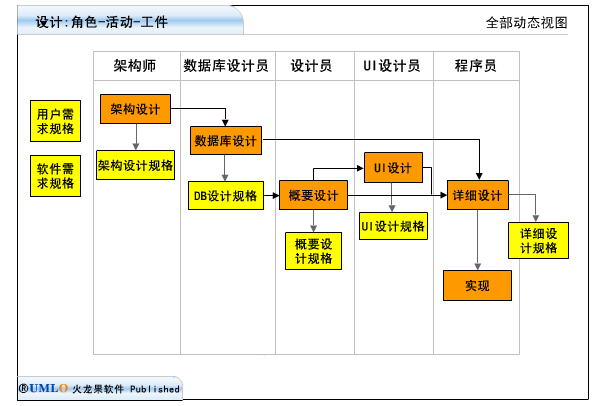 设计:角色-活动-工件
全部动态视图
架构师
数据库设计员
设计员
UI设计员
程序员
用户需
求规格
架构设计
数据库设计
软件需
求规格
架构设计规格
UI设计
DB设计规格
概要设计
详细设计
UI设计规格
概要设
计规格
详细设
计规格
实现
®UMLO 火龙果软件 Published